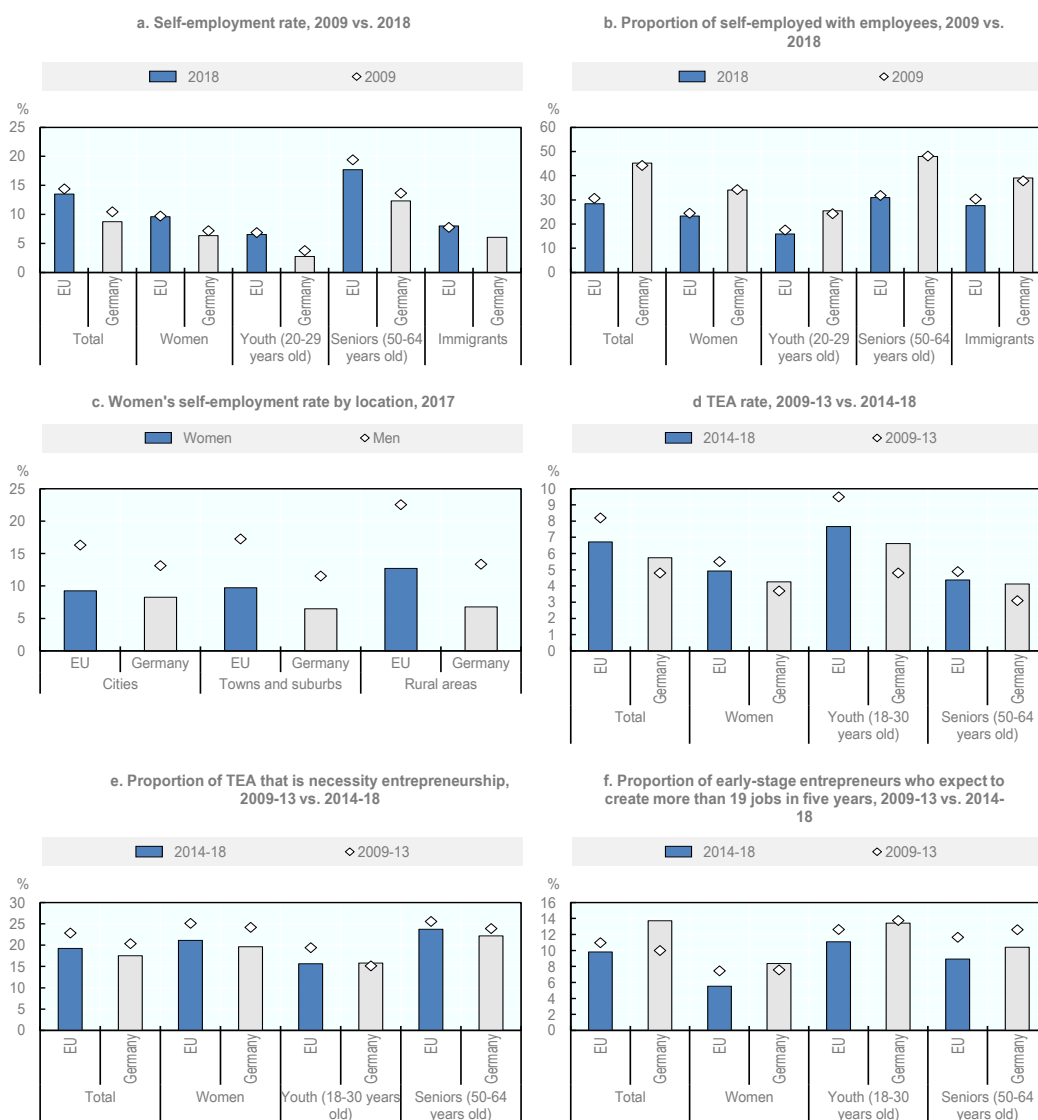 a. Self-employment rate, 2009 vs. 2018
2018
2009
%
25
20
15
10
5
0
EU
Germany
EU
Germany
EU
Germany
EU
Germany
EU
Germany
Total
Women
Youth (20-29
years old)
Seniors (50-64
years old)
Immigrants
b. Proportion of self-employed with employees, 2009 vs.
2018
2018
2009
%
60
50
40
30
20
10
0
EU
Germany
EU
Germany
EU
Germany
EU
Germany
EU
Germany
Total
Women
Youth (20-29
years old)
Seniors (50-64
years old)
Immigrants
c. Women's self-employment rate by location, 2017
Women
Men
%
25
20
15
10
5
0
EU
Germany
EU
Germany
EU
Germany
Cities
Towns and suburbs
Rural areas
d TEA rate, 2009-13 vs. 2014-18
2014-18
2009-13
%
10
9
8
7
6
5
4
3
2
1
0
EU
Germany
EU
Germany
EU
Germany
EU
Germany
Total
Women
Youth (18-30
years old)
Seniors (50-64
years old)
e. Proportion of TEA that is necessity entrepreneurship,
2009-13 vs. 2014-18
2014-18
2009-13
%
30
25
20
15
10
5
0
EU
Germany
EU
Germany
EU
Germany
EU
Germany
Total
Women
Youth (18-30 years
old)
Seniors (50-64
years old)
f. Proportion of early-stage entrepreneurs who expect to
create more than 19 jobs in five years, 2009-13 vs. 2014-
18
2014-18
2009-13
%
16
14
12
10
8
6
4
2
0
EU
Germany
EU
Germany
EU
Germany
EU
Germany
Total
Women
Youth (18-30
years old)
Seniors (50-64
years old)